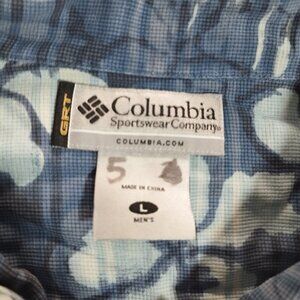 GRT
Columbia
Sportswear Company®
COLUMBIA.COM
5
MADE IN CHINA
L
MEN'S